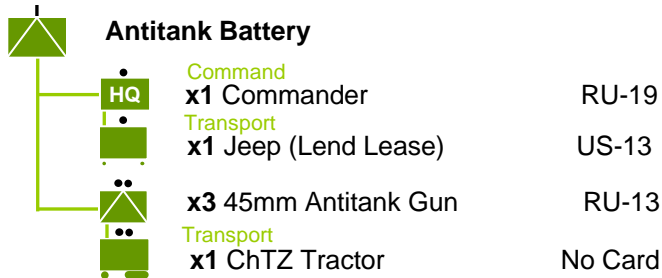 Antitank Battery
Command
HQ x1 Commander RU-19
Transport
x1 Jeep (Lend Lease) US-13
x3 45mm Antitank Gun RU-13
Transport
x1 ChTZ Tractor No Card